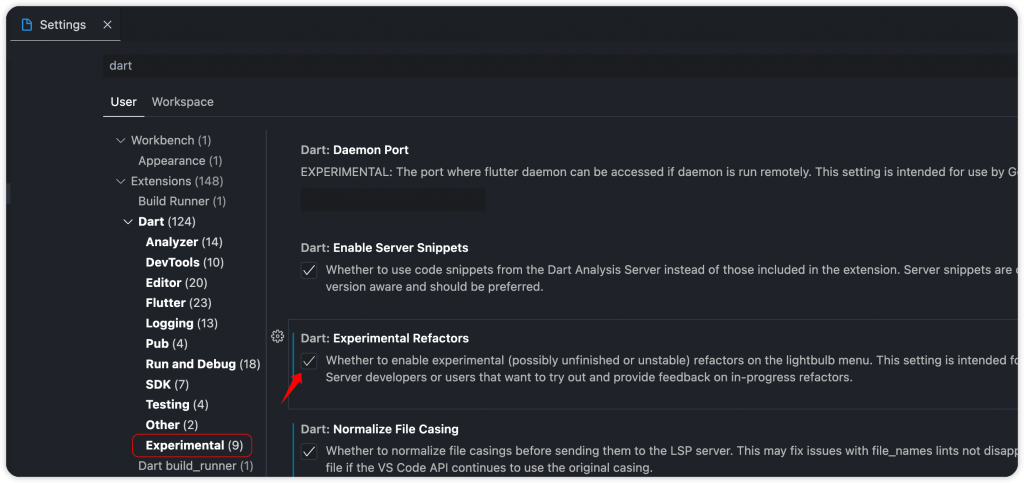 Settings
dart
User
Workspace
Workbench (1)
Appearance (1)
Extensions (148)
Build Runner (1)
Dart (124)
Analyzer (14)
DevTools (10)
Editor (20)
Flutter (23)
Logging (13)
Pub (4)
Run and Debug (18)
SDK (7)
Testing (4)
Other (2)
Experimental (9)
Dart build_runner (1)
Dart: Daemon Port
EXPERIMENTAL: The port where flutter daemon can be accessed if daemon is run remotely. This setting is intended for use by
Dart: Enable Server Snippets
Whether to use code snippets from the Dart Analysis Server instead of those included in the extension. Server snippets are
version aware and should be preferred.
Dart: Experimental Refactors
Whether to enable experimental (possibly unfinished or unstable) refactors on the lightbulb menu. This setting is intended
Server developers or users that want to try out and provide feedback on in-progress refactors.
Dart: Normalize File Casing
Whether to normalize file casings before sending them to the LSP server. This may fix issues with file_names lints not
file if the VS Code API continues to use the original casing.